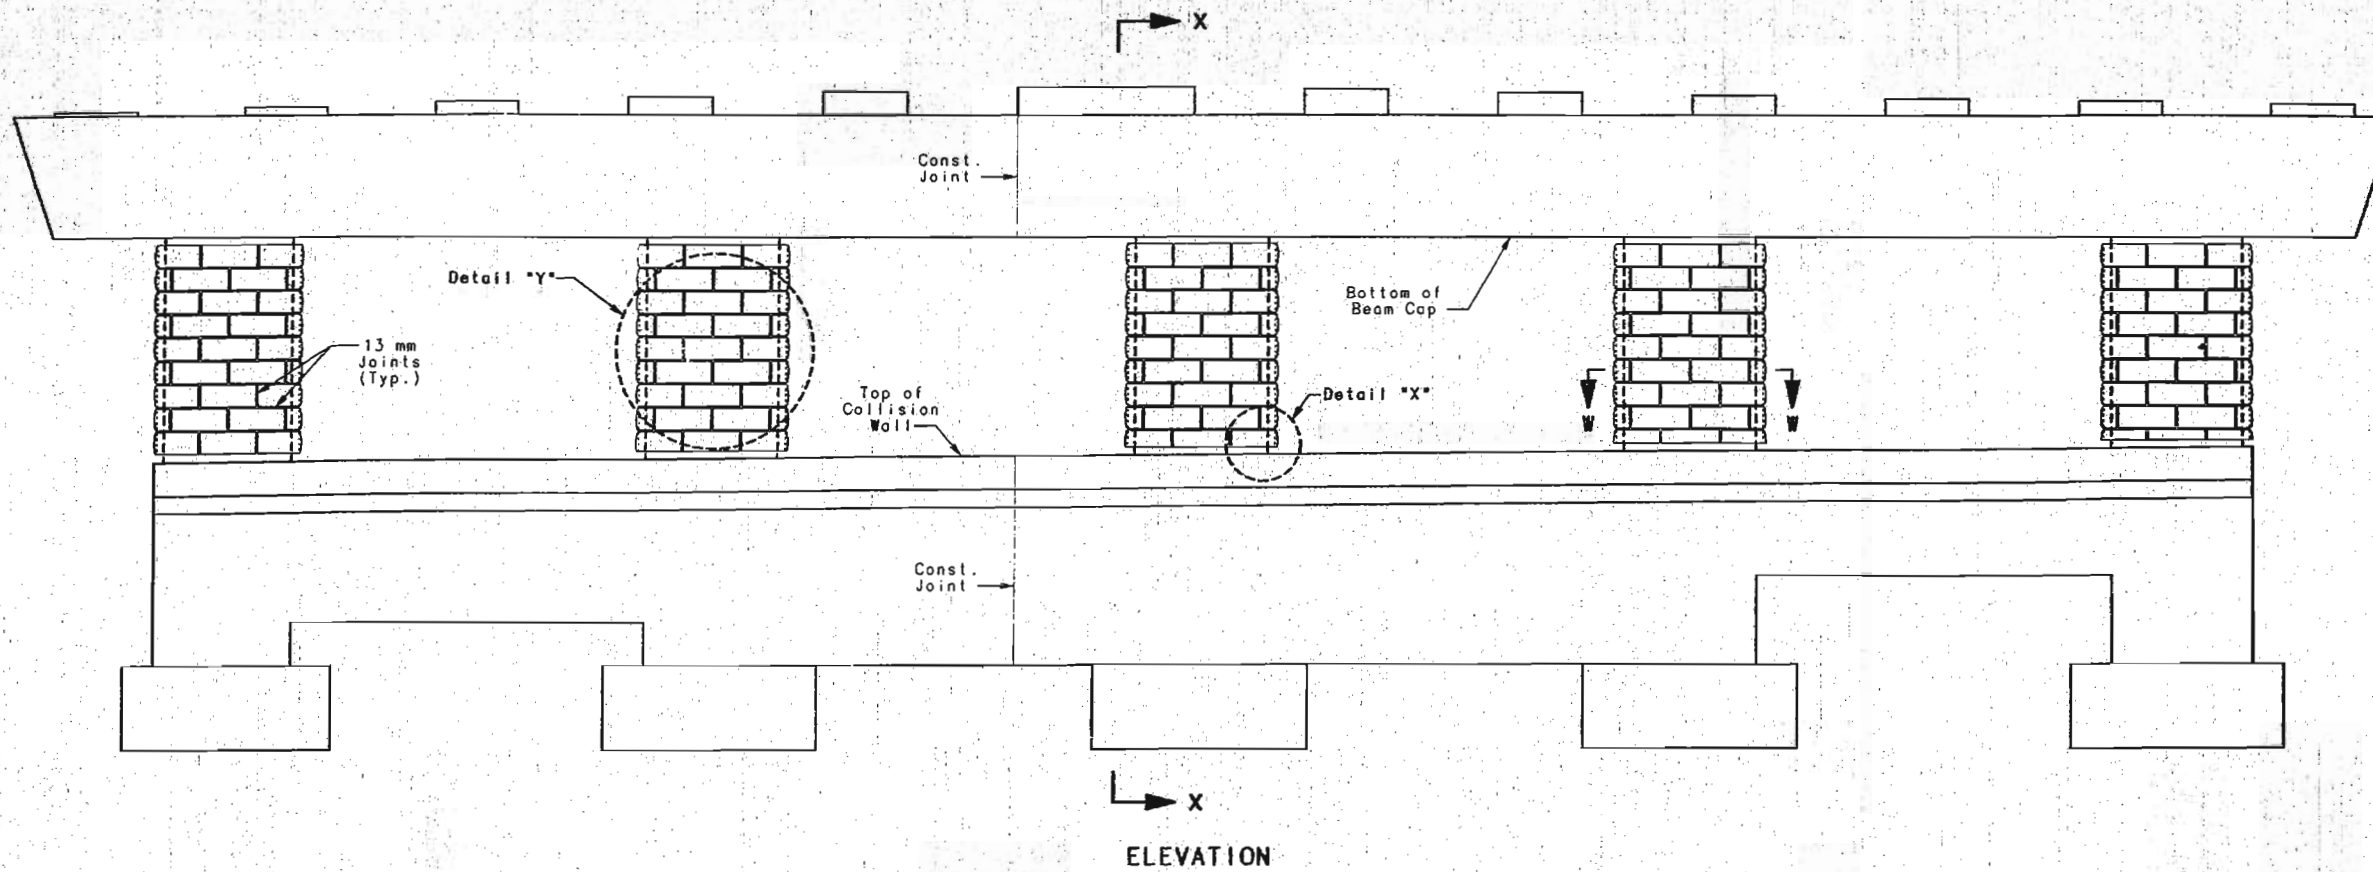 X
Const.
Joint
Detail "Y"
Bottom of
Beam Cap
13 mm
Joints
(Typ.)
Top of
Collision
Wall
Detail "X"
W
W
Const.
Joint
X
ELEVATION